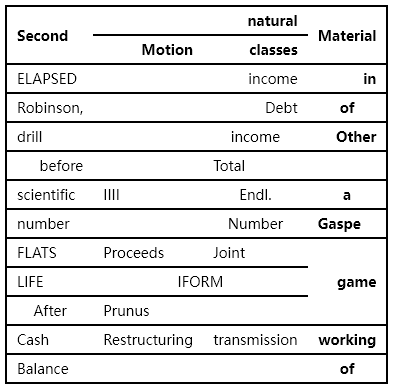 Second natural Material
Motion classes
ELAPSED income in
Robinson, Debt of
drill income Other
before Total
scientific IIII Endl. a
number Number Gaspe
FLATS Proceeds Joint
LIFE IFORM game
After Prunus
Cash Restructuring transmission working
Balance of